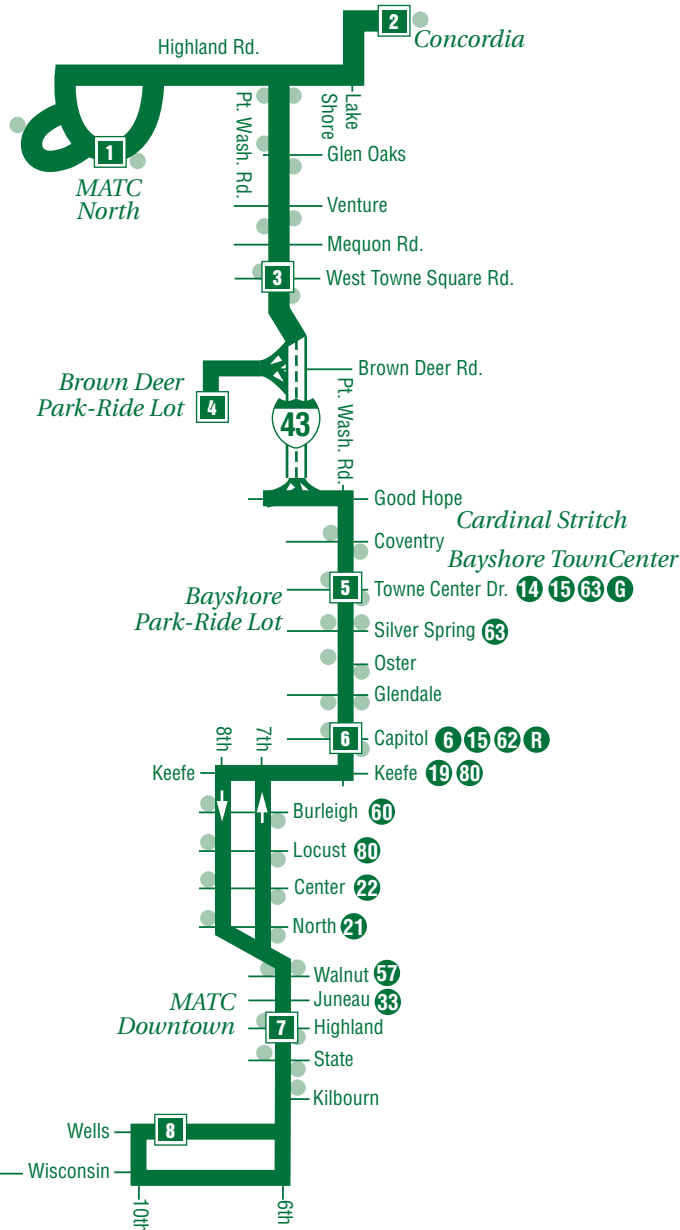 2
Concordia
Highland Rd.
Lake
Shore
Pt. Wash. Rd.
1
MATC
North
Glen Oaks
Venture
Mequon Rd.
3
West Towne Square Rd.
Brown Deer Rd.
Brown Deer
Park-Ride Lot
4
43
Pt. Wash. Rd.
Good Hope
Cardinal Stritch
Coventry
Bayshore TownCenter
5
Towne Center Dr. 14 15 63 G
Bayshore
Park-Ride Lot
Silver Spring 63
Oster
Glendale
6
Capitol 6 15 62 R
8th
7th
Keefe
Keefe 19 80
Burleigh 60
Locust 80
Center 22
North 21
Walnut 57
Juneau 33
MATC
Downtown
7
Highland
State
Kilbourn
Wells
8
Wisconsin
10th
6th